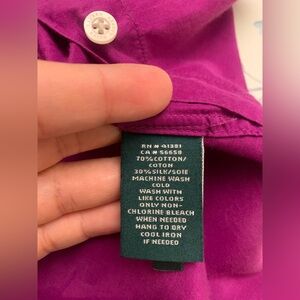 RN# 41381
CA# 56658
70%COTTON/
COTON
30%SILK/SOIE
MACHINE WASH
COLD
WASH WITH
LIKE COLORS
ONLY NON-
CHLORINE BLEACH
WHEN NEEDED
HANG TO DRY
COOL IRON
IF NEEDED